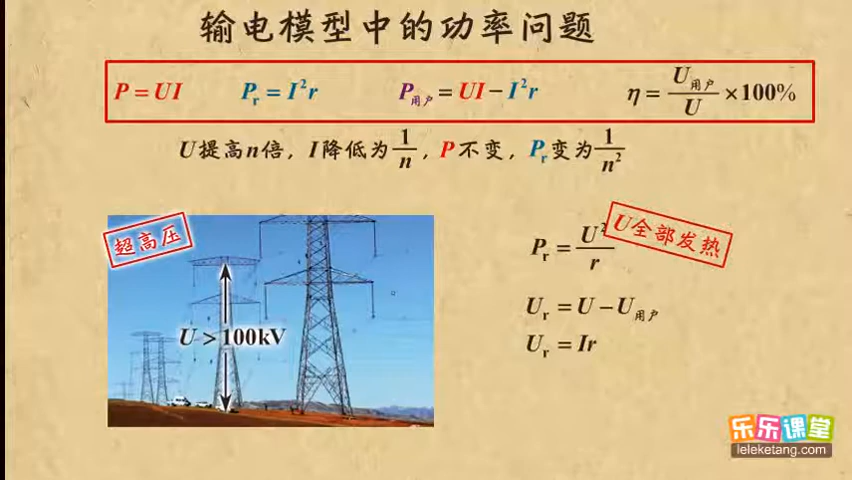 输电模型中的功率问题
P = UI P_r = I²r P_用户 = UI − I²r η = U_用户/U × 100%
U提高n倍，I降低为1/n，P不变，P_r变为1/n²
超高压
U > 100kV
P_r = U²/r U全部发热
U_r = U − U_用户
U_r = Ir
乐乐课堂
leleketang.com